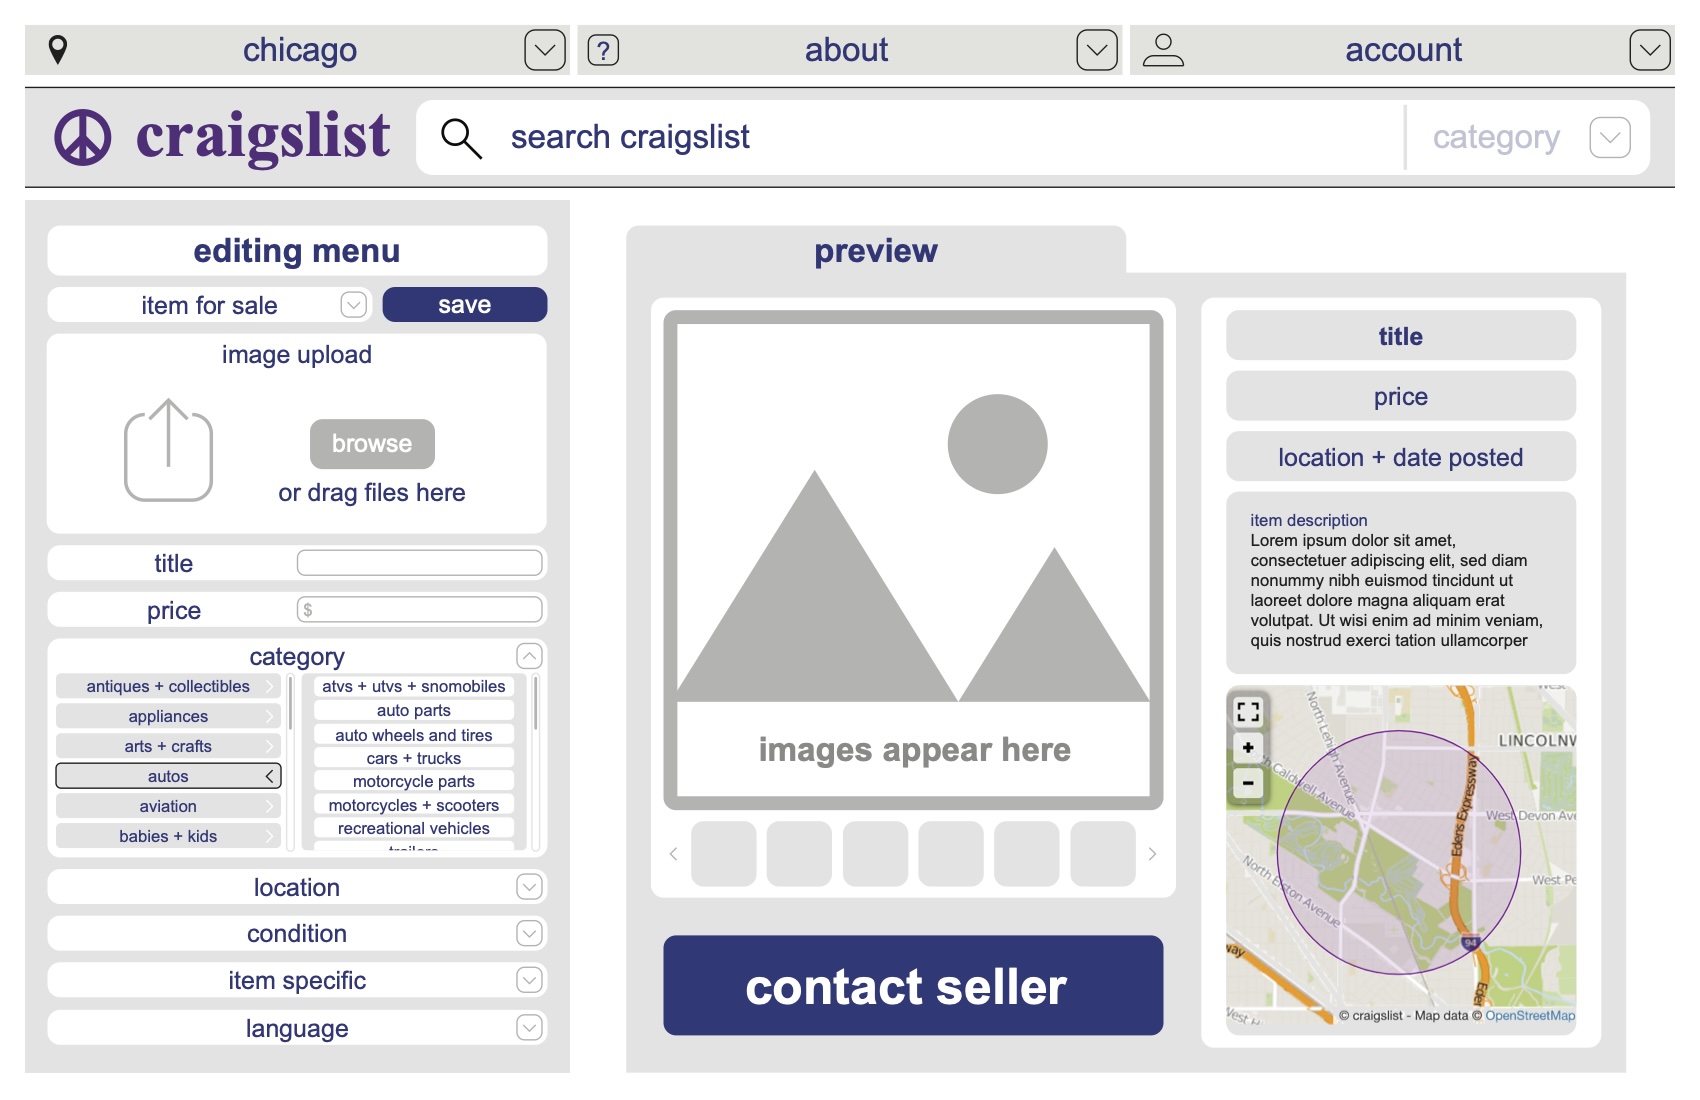 chicago
? about
account
craigslist
search craigslist
category
editing menu
item for sale
save
image upload
browse
or drag files here
title
price
$
category
antiques + collectibles
appliances
arts + crafts
autos
aviation
babies + kids
atvs + utvs + snomobiles
auto parts
auto wheels and tires
cars + trucks
motorcycle parts
motorcycles + scooters
recreational vehicles
trailers
location
condition
item specific
language
preview
images appear here
contact seller
title
price
location + date posted
item description
Lorem ipsum dolor sit amet,
consectetuer adipiscing elit, sed diam
nonummy nibh euismod tincidunt ut
laoreet dolore magna aliquam erat
volutpat. Ut wisi enim ad minim veniam,
quis nostrud exerci tation ullamcorper
North Lehigh Avenue
LINCOLNW
Caldwell Avenue
Edens Expressway
West Devon Av
North Elston Avenue
West Pe
94
way
Eder
© craigslist - Map data © OpenStreetMap